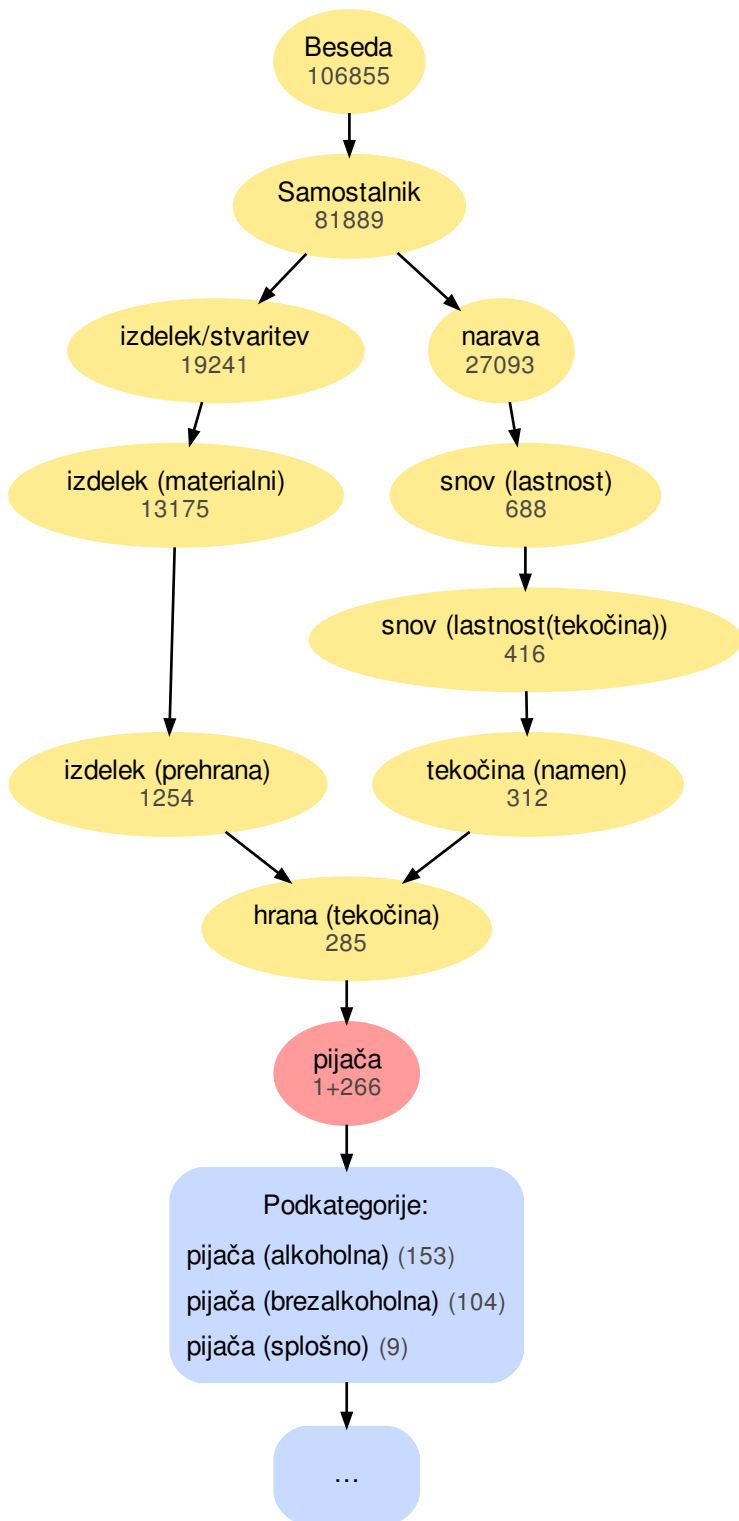 Beseda
106855
Samostalnik
81889
izdelek/stvaritev
19241
narava
27093
izdelek (materialni)
13175
snov (lastnost)
688
snov (lastnost(tekočina))
416
izdelek (prehrana)
1254
tekočina (namen)
312
hrana (tekočina)
285
pijača
1+266
Podkategorije:
pijača (alkoholna) (153)
pijača (brezalkoholna) (104)
pijača (splošno) (9)
...